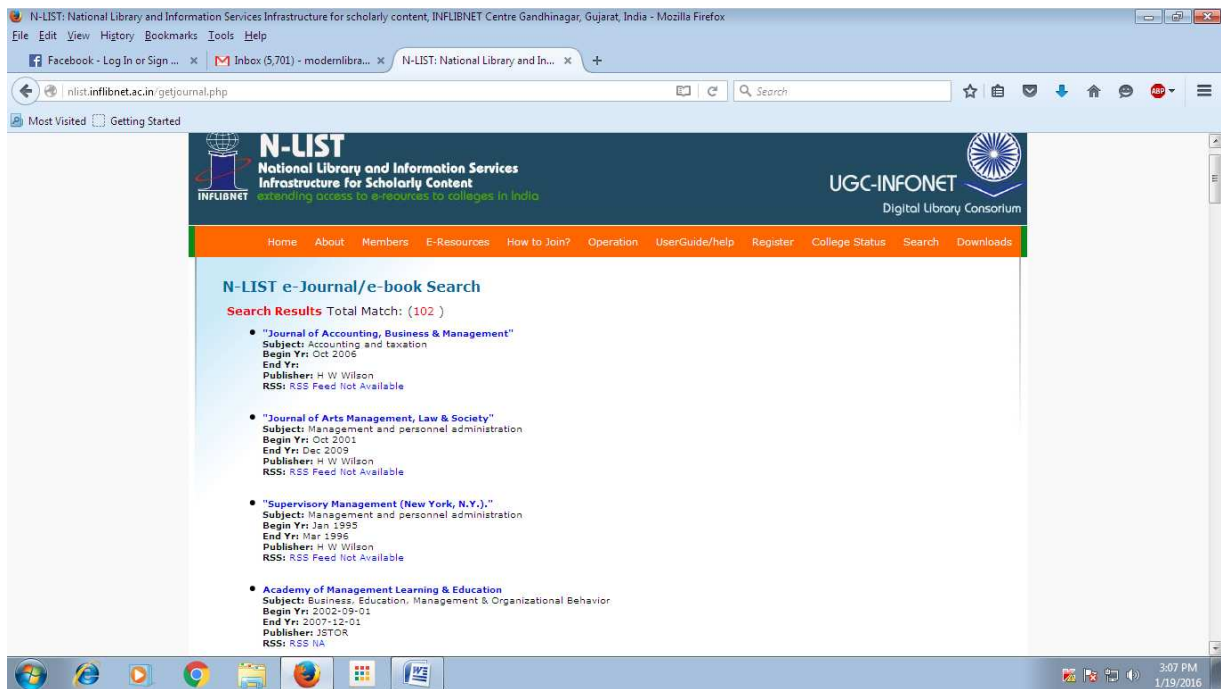 N-LIST: National Library and Information Services Infrastructure for scholarly content, INFLIBNET Centre Gandhinagar, Gujarat, India - Mozilla Firefox
File Edit View History Bookmarks Tools Help
Facebook - Log In or Sign ... × Inbox (5,701) - modernlibra... × N-LIST: National Library and In... × +
nlist.inflibnet.ac.in/getjournal.php Search ABP
Most Visited Getting Started
N-LIST
National Library and Information Services
Infrastructure for Scholarly Content
INFLIBNET extending access to e-reources to colleges in India
UGC-INFONET
Digital Library Consortium
Home About Members E-Resources How to Join? Operation UserGuide/help Register College Status Search Downloads
N-LIST e-Journal/e-book Search
Search Results Total Match: (102 )
"Journal of Accounting, Business & Management"
Subject: Accounting and taxation
Begin Yr: Oct 2006
End Yr:
Publisher: H W Wilson
RSS: RSS Feed Not Available
"Journal of Arts Management, Law & Society"
Subject: Management and personnel administration
Begin Yr: Oct 2001
End Yr: Dec 2009
Publisher: H W Wilson
RSS: RSS Feed Not Available
"Supervisory Management (New York, N.Y.)."
Subject: Management and personnel administration
Begin Yr: Jan 1995
End Yr: Mar 1996
Publisher: H W Wilson
RSS: RSS Feed Not Available
Academy of Management Learning & Education
Subject: Business, Education, Management & Organizational Behavior
Begin Yr: 2002-09-01
End Yr: 2007-12-01
Publisher: JSTOR
RSS: RSS NA
3:07 PM
1/19/2016